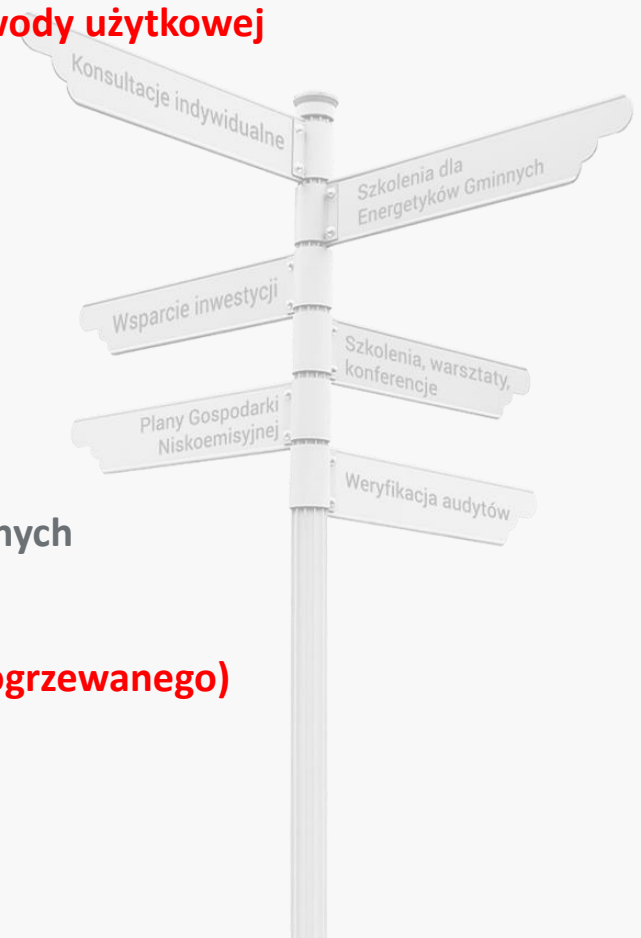 wody użytkowej
Konsultacje indywidualne
Szkolenia dla
Energetyków Gminnych
Wsparcie inwestycji
Szkolenia, warsztaty,
konferencje
Plany Gospodarki
Niskoemisyjnej
Weryfikacja audytów
nych
ogrzewanego)